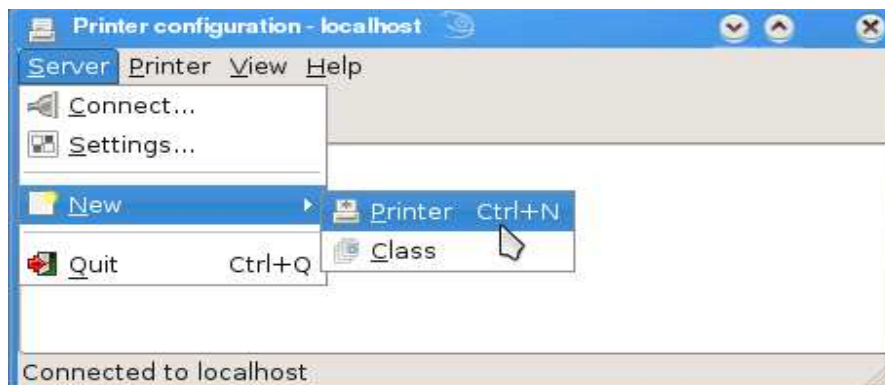 Printer configuration - localhost
Server Printer View Help
Connect...
Settings...
New
Printer Ctrl+N
Class
Quit Ctrl+Q
Connected to localhost